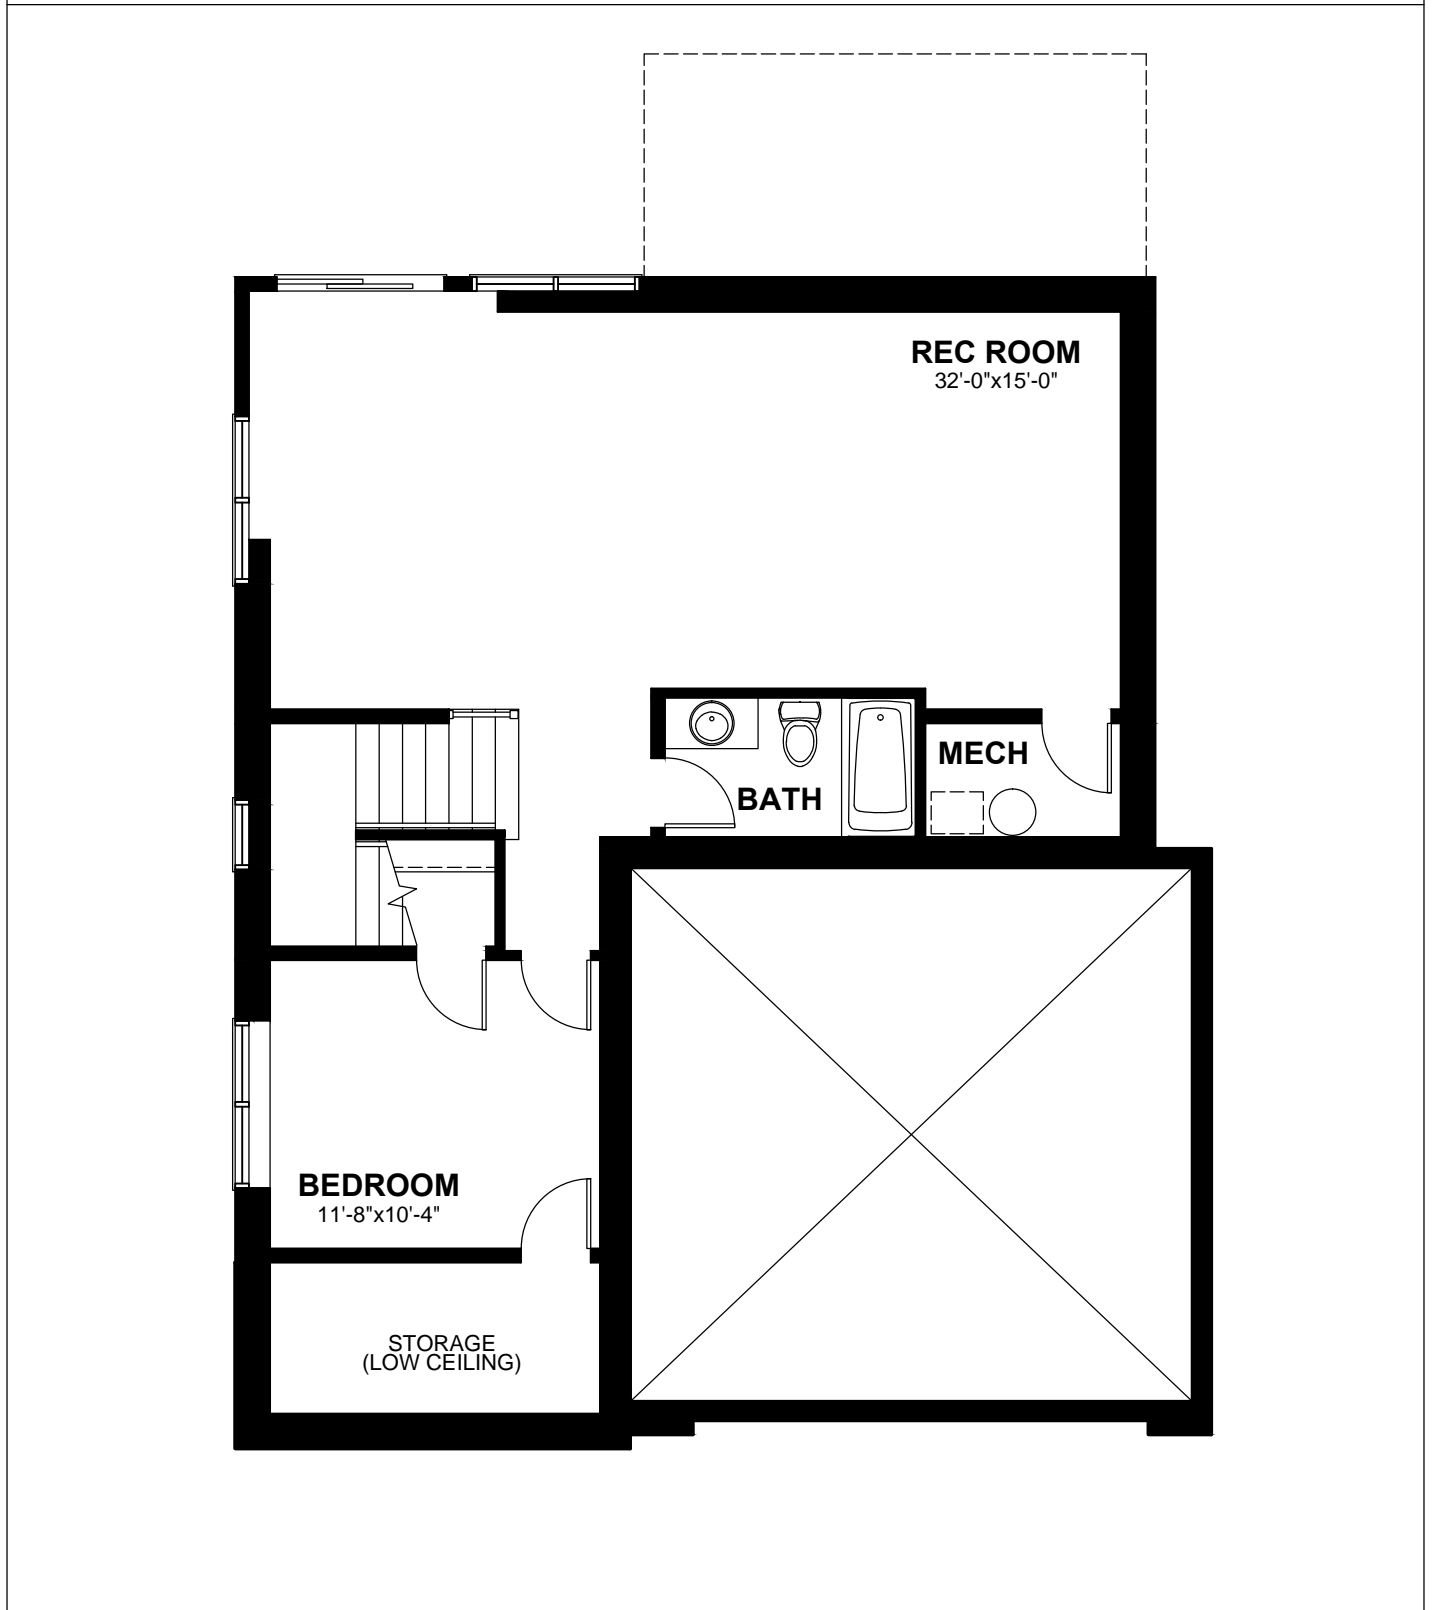 REC ROOM
32'-0"x15'-0"
MECH
BATH
BEDROOM
11'-8"x10'-4"
STORAGE
(LOW CEILING)